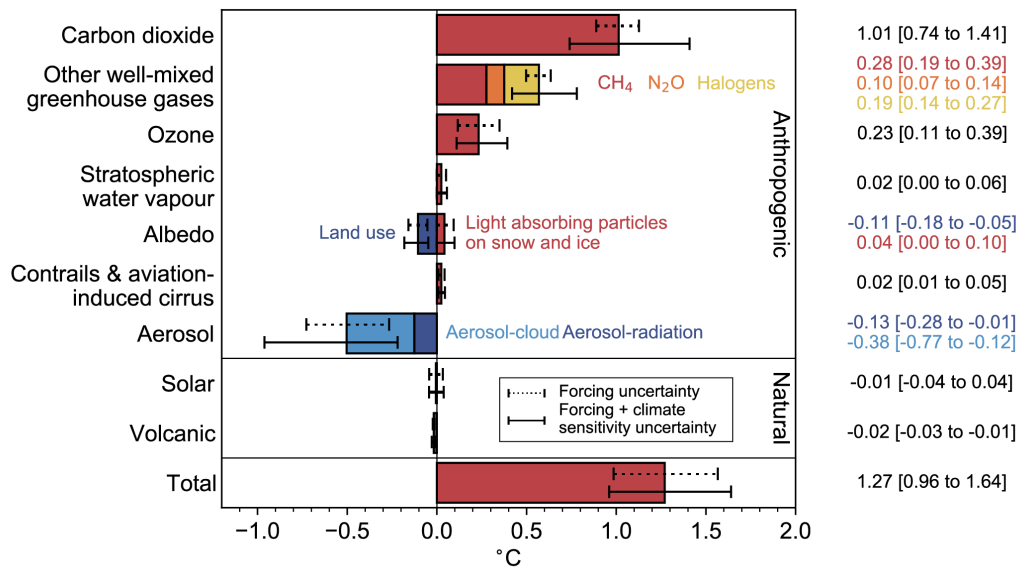 Carbon dioxide
1.01 [0.74 to 1.41]
Other well-mixed
greenhouse gases
CH₄ N₂O Halogens
0.28 [0.19 to 0.39]
0.10 [0.07 to 0.14]
0.19 [0.14 to 0.27]
Ozone
0.23 [0.11 to 0.39]
Stratospheric
water vapour
0.02 [0.00 to 0.06]
Albedo
Land use
Light absorbing particles
on snow and ice
-0.11 [-0.18 to -0.05]
0.04 [0.00 to 0.10]
Contrails & aviation-
induced cirrus
0.02 [0.01 to 0.05]
Aerosol
Aerosol-cloud Aerosol-radiation
-0.13 [-0.28 to -0.01]
-0.38 [-0.77 to -0.12]
Anthropogenic
Solar
-0.01 [-0.04 to 0.04]
Volcanic
-0.02 [-0.03 to -0.01]
Forcing uncertainty
Forcing + climate
sensitivity uncertainty
Natural
Total
1.27 [0.96 to 1.64]
−1.0 −0.5 0.0 0.5 1.0 1.5 2.0
°C